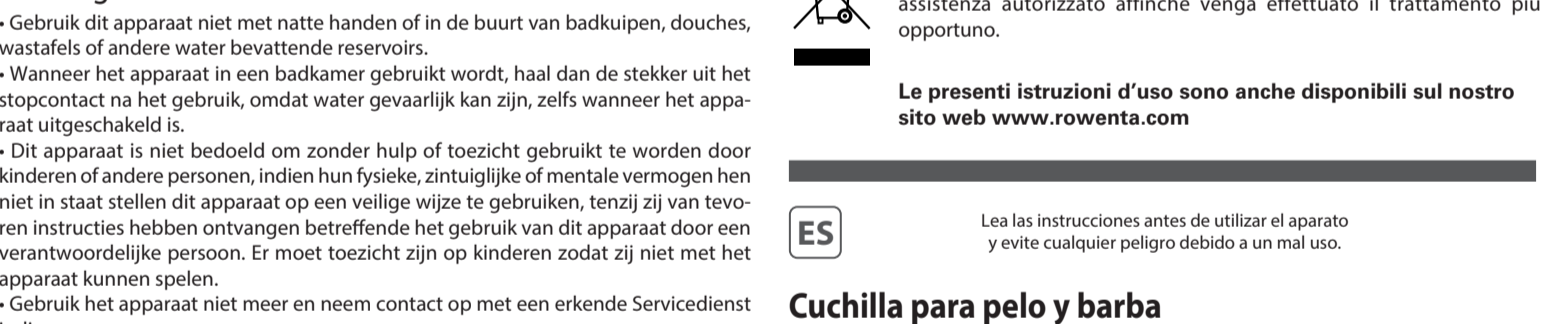 • Gebruik dit apparaat niet met natte handen of in de buurt van badkuipen, douches,
wastafels of andere water bevattende reservoirs.
• Wanneer het apparaat in een badkamer gebruikt wordt, haal dan de stekker uit het
stopcontact na het gebruik, omdat water gevaarlijk kan zijn, zelfs wanneer het appa-
raat uitgeschakeld is.
• Dit apparaat is niet bedoeld om zonder hulp of toezicht gebruikt te worden door
kinderen of andere personen, indien hun fysieke, zintuiglijke of mentale vermogen hen
niet in staat stellen dit apparaat op een veilige wijze te gebruiken, tenzij zij van tevo-
ren instructies hebben ontvangen betreffende het gebruik van dit apparaat door een
verantwoordelijke persoon. Er moet toezicht zijn op kinderen zodat zij niet met het
apparaat kunnen spelen.
• Gebruik het apparaat niet meer en neem contact op met een erkende Servicedienst
assistenza autorizzato affinché venga effettuato il trattamento più
opportuno.
Le presenti istruzioni d'uso sono anche disponibili sul nostro
sito web www.rowenta.com
ES
Lea las instrucciones antes de utilizar el aparato
y evite cualquier peligro debido a un mal uso.
Cuchilla para pelo y barba